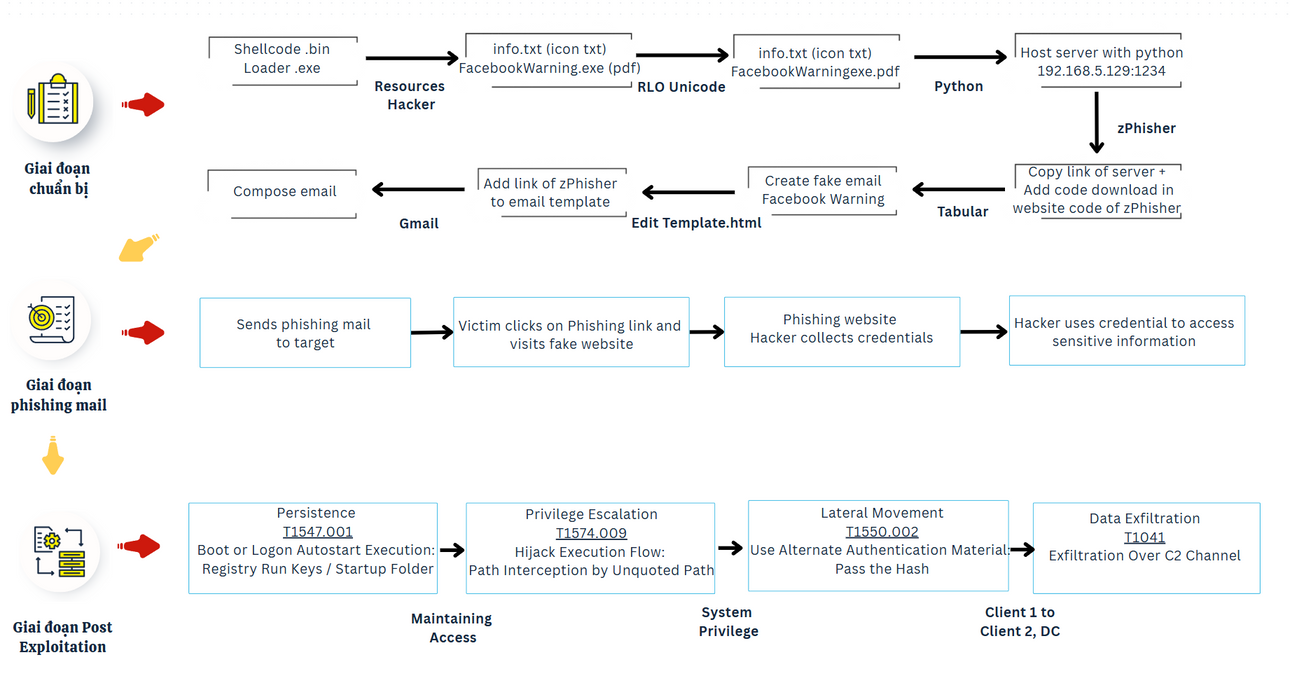 Giai đoạn
chuẩn bị
Shellcode .bin
Loader .exe
Resources
Hacker
info.txt (icon txt)
FacebookWarning.exe (pdf)
RLO Unicode
info.txt (icon txt)
FacebookWarningexe.pdf
Python
Host server with python
192.168.5.129:1234
zPhisher
Copy link of server +
Add code download in
website code of zPhisher
Tabular
Create fake email
Facebook Warning
Edit Template.html
Add link of zPhisher
to email template
Gmail
Compose email
Giai đoạn
phishing mail
Sends phishing mail
to target
Victim clicks on Phishing link and
visits fake website
Phishing website
Hacker collects credentials
Hacker uses credential to access
sensitive information
Giai đoạn Post
Exploitation
Persistence
T1547.001
Boot or Logon Autostart Execution:
Registry Run Keys / Startup Folder
Maintaining
Access
Privilege Escalation
T1574.009
Hijack Execution Flow:
Path Interception by Unquoted Path
System
Privilege
Lateral Movement
T1550.002
Use Alternate Authentication Material:
Pass the Hash
Client 1 to
Client 2, DC
Data Exfiltration
T1041
Exfiltration Over C2 Channel